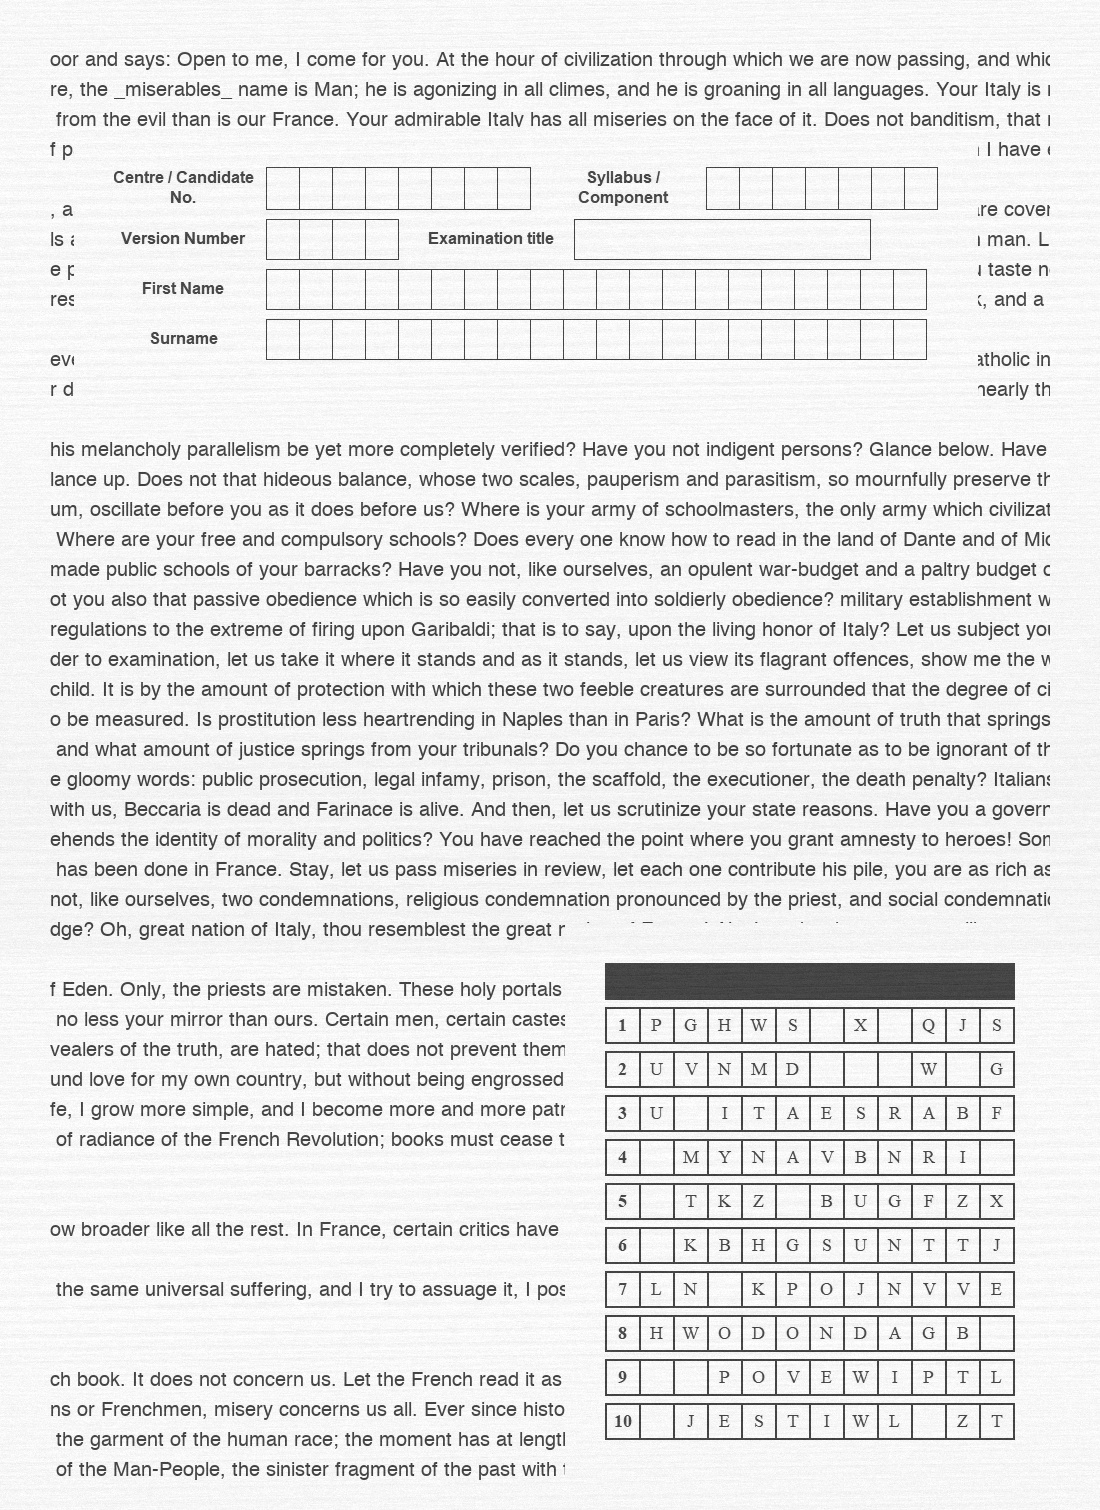 oor and says: Open to me, I come for you. At the hour of civilization through which we are now passing, and
re, the _miserables_ name is Man; he is agonizing in all climes, and he is groaning in all languages. Your Italy is
from the evil than is our France. Your admirable Italy has all miseries on the face of it. Does not banditism, that
f p I have
Centre / Candidate No. Syllabus / Component
, a are cover
ls man. L
Version Number Examination title
e p taste
First Name
res , and a
Surname
eve atholic in
r d nearly th
his melancholy parallelism be yet more completely verified? Have you not indigent persons? Glance below. Have
lance up. Does not that hideous balance, whose two scales, pauperism and parasitism, so mournfully preserve th
um, oscillate before you as it does before us? Where is your army of schoolmasters, the only army which civilizat
Where are your free and compulsory schools? Does every one know how to read in the land of Dante and of Mic
made public schools of your barracks? Have you not, like ourselves, an opulent war-budget and a paltry budget
ot you also that passive obedience which is so easily converted into soldierly obedience? military establishment w
regulations to the extreme of firing upon Garibaldi; that is to say, upon the living honor of Italy? Let us subject you
der to examination, let us take it where it stands and as it stands, let us view its flagrant offences, show me the w
child. It is by the amount of protection with which these two feeble creatures are surrounded that the degree of ci
o be measured. Is prostitution less heartrending in Naples than in Paris? What is the amount of truth that springs
and what amount of justice springs from your tribunals? Do you chance to be so fortunate as to be ignorant of th
e gloomy words: public prosecution, legal infamy, prison, the scaffold, the executioner, the death penalty? Italians
with us, Beccaria is dead and Farinace is alive. And then, let us scrutinize your state reasons. Have you a govern
ehends the identity of morality and politics? You have reached the point where you grant amnesty to heroes! Som
has been done in France. Stay, let us pass miseries in review, let each one contribute his pile, you are as rich as
not, like ourselves, two condemnations, religious condemnation pronounced by the priest, and social condemnatio
dge? Oh, great nation of Italy, thou resemblest the great
f Eden. Only, the priests are mistaken. These holy portals
no less your mirror than ours. Certain men, certain castes
vealers of the truth, are hated; that does not prevent them
und love for my own country, but without being engrossed
fe, I grow more simple, and I become more and more patr
of radiance of the French Revolution; books must cease t
ow broader like all the rest. In France, certain critics have
the same universal suffering, and I try to assuage it, I pos
ch book. It does not concern us. Let the French read it as
ns or Frenchmen, misery concerns us all. Ever since histo
the garment of the human race; the moment has at length
of the Man-People, the sinister fragment of the past with
1 P G H W S X Q J S
2 U V N M D W G
3 U I T A E S R A B F
4 M Y N A V B N R I
5 T K Z B U G F Z X
6 K B H G S U N T T J
7 L N K P O J N V V E
8 H W O D O N D A G B
9 P O V E W I P T L
10 J E S T I W L Z T